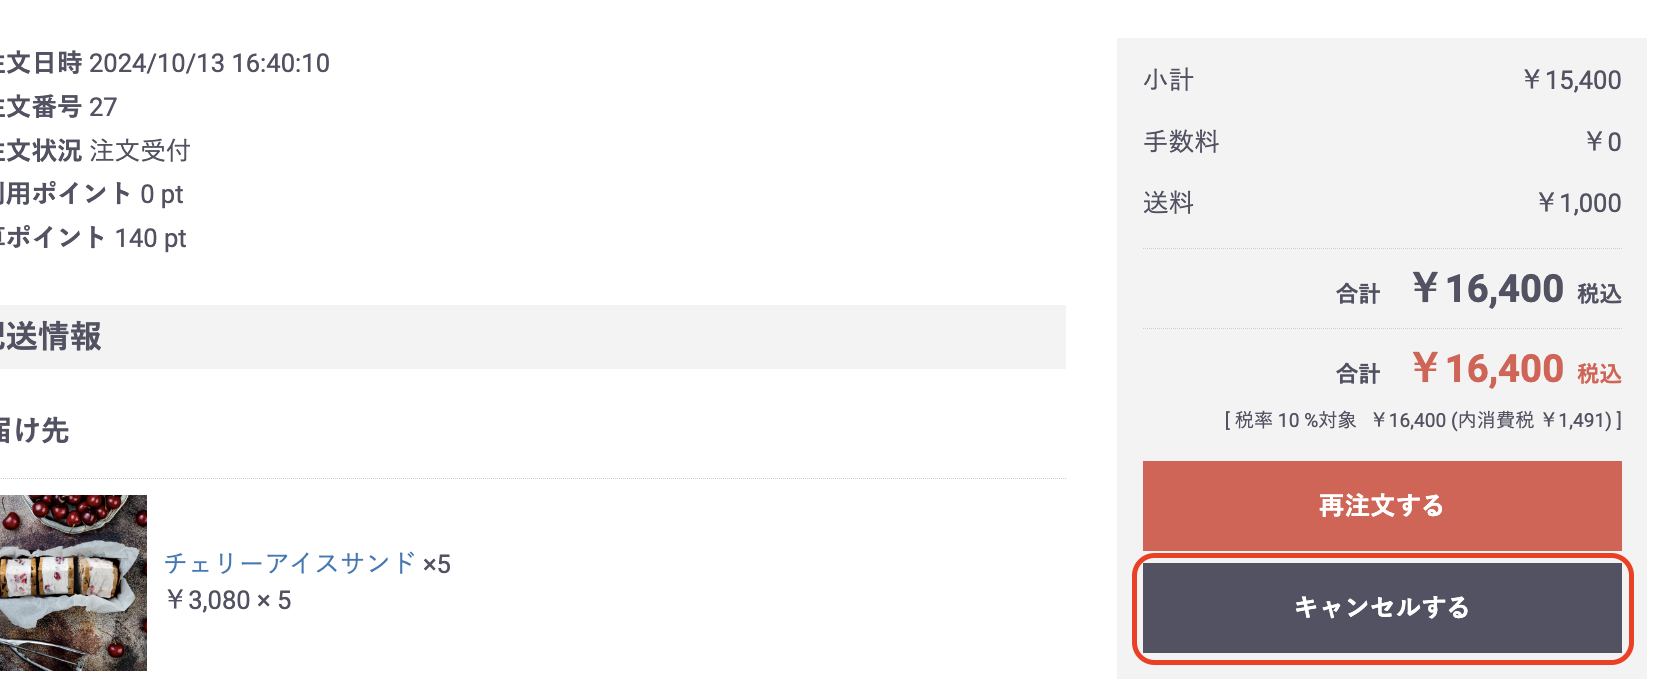 文日時 2024/10/13 16:40:10
文番号 27
文状況 注文受付
用ポイント 0 pt
ポイント 140 pt
送情報
け先
チェリーアイスサンド ×5
￥3,080 × 5
小計 ￥15,400
手数料 ￥0
送料 ￥1,000
合計 ￥16,400 税込
合計 ￥16,400 税込
[ 税率 10 %対象 ￥16,400 (内消費税 ￥1,491) ]
再注文する
キャンセルする